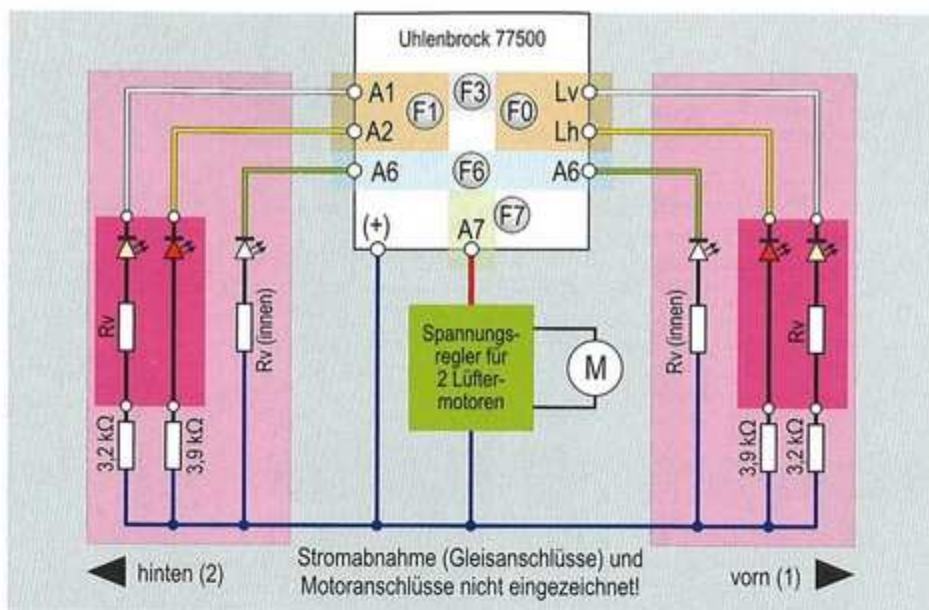 Uhlenbrock 77500
A1 F1 F3 F0 Lv
A2 Lh
A6 F6 A6
(+) A7 F7
Rv
Rv (innen)
3,2 kΩ
3,9 kΩ
Spannungs-
regler für
2 Lüfter-
motoren
M
Rv (innen)
Rv
3,9 kΩ
3,2 kΩ
hinten (2)
Stromabnahme (Gleisanschlüsse) und
Motoranschlüsse nicht eingezeichnet!
vorn (1)